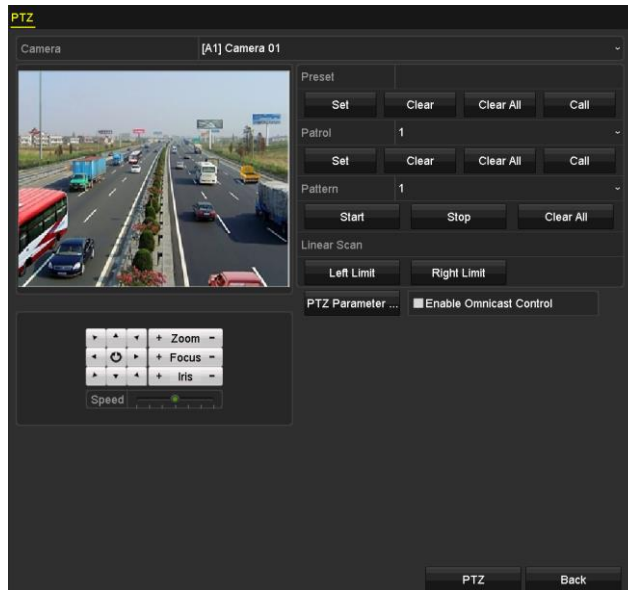 PTZ
Camera [A1] Camera 01
Preset
Set Clear Clear All Call
Patrol 1
Set Clear Clear All Call
Pattern 1
Start Stop Clear All
Linear Scan
Left Limit Right Limit
PTZ Parameter ... Enable Omnicast Control
+ Zoom -
+ Focus -
+ Iris -
Speed
PTZ Back